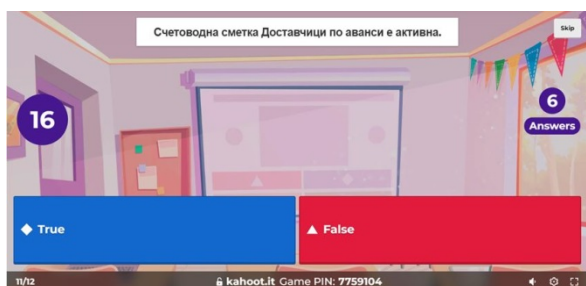 Счетоводна сметка Доставчици по аванси е активна.
Skip
16
6
Answers
True
False
11/12
kahoot.it Game PIN: 7759104